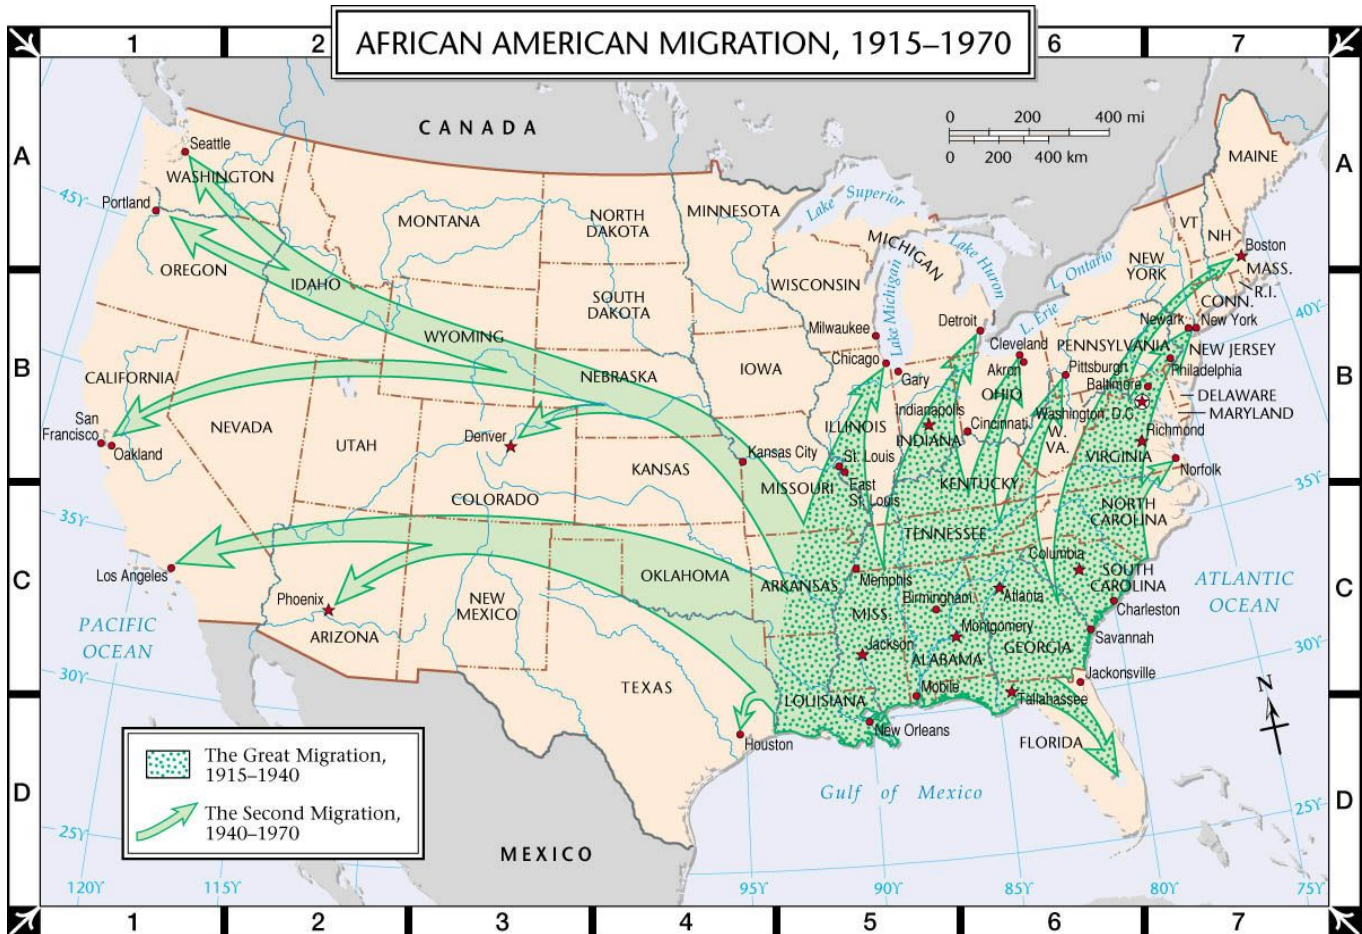 AFRICAN AMERICAN MIGRATION, 1915–1970
1
2
6
7
CANADA
0 200 400 mi
0 200 400 km
A
A
Seattle
WASHINGTON
MAINE
45°
Portland
MONTANA
NORTH
DAKOTA
MINNESOTA
Lake Superior
VT
NH
MICHIGAN
Lake Huron
Boston
OREGON
IDAHO
NEW
YORK
L. Ontario
MASS.
R.I.
CONN.
WISCONSIN
Lake Michigan
SOUTH
DAKOTA
40°
WYOMING
Milwaukee
Detroit
L. Erie
Newark
New York
Cleveland
PENNSYLVANIA
NEW JERSEY
B
B
Chicago
Gary
Akron
Pittsburgh
Philadelphia
CALIFORNIA
NEBRASKA
IOWA
OHIO
Baltimore
DELAWARE
MARYLAND
Indianapolis
Washington, D.C.
San
Francisco
Oakland
NEVADA
UTAH
Denver
ILLINOIS
INDIANA
Cincinnati
W.
VA.
Richmond
Kansas City
St. Louis
VIRGINIA
Norfolk
KANSAS
MISSOURI
East
St. Louis
KENTUCKY
35°
COLORADO
NORTH
CAROLINA
35°
TENNESSEE
Columbia
Los Angeles
OKLAHOMA
ARKANSAS
Memphis
SOUTH
CAROLINA
ATLANTIC
OCEAN
C
C
Phoenix
NEW
MEXICO
Birmingham
Atlanta
Charleston
PACIFIC
OCEAN
ARIZONA
MISS.
Montgomery
Savannah
Jackson
ALABAMA
GEORGIA
30°
30°
Jacksonville
TEXAS
LOUISIANA
Mobile
Tallahassee
N
Houston
New Orleans
FLORIDA
The Great Migration,
1915–1940
D
D
Gulf of Mexico
The Second Migration,
1940–1970
25°
25°
MEXICO
120°
115°
95°
90°
85°
80°
75°
1
2
3
4
5
6
7